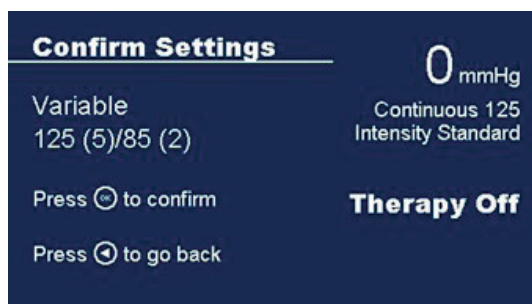 Confirm Settings
Variable
125 (5)/85 (2)
Press OK to confirm
Press to go back
0 mmHg
Continuous 125
Intensity Standard
Therapy Off